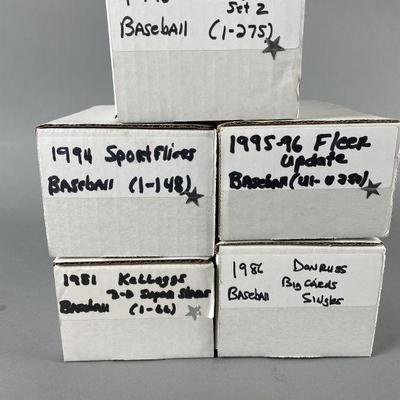 Set 2
Baseball (1-275)
1994 Sportflics
Baseball (1-148)
1995-96 Fleer
Update
Baseball (U1-U250)
1981 Kelloggs
3-D Super Stars
Baseball (1-66)
1986 Donruss
Baseball Big Cards
Singles